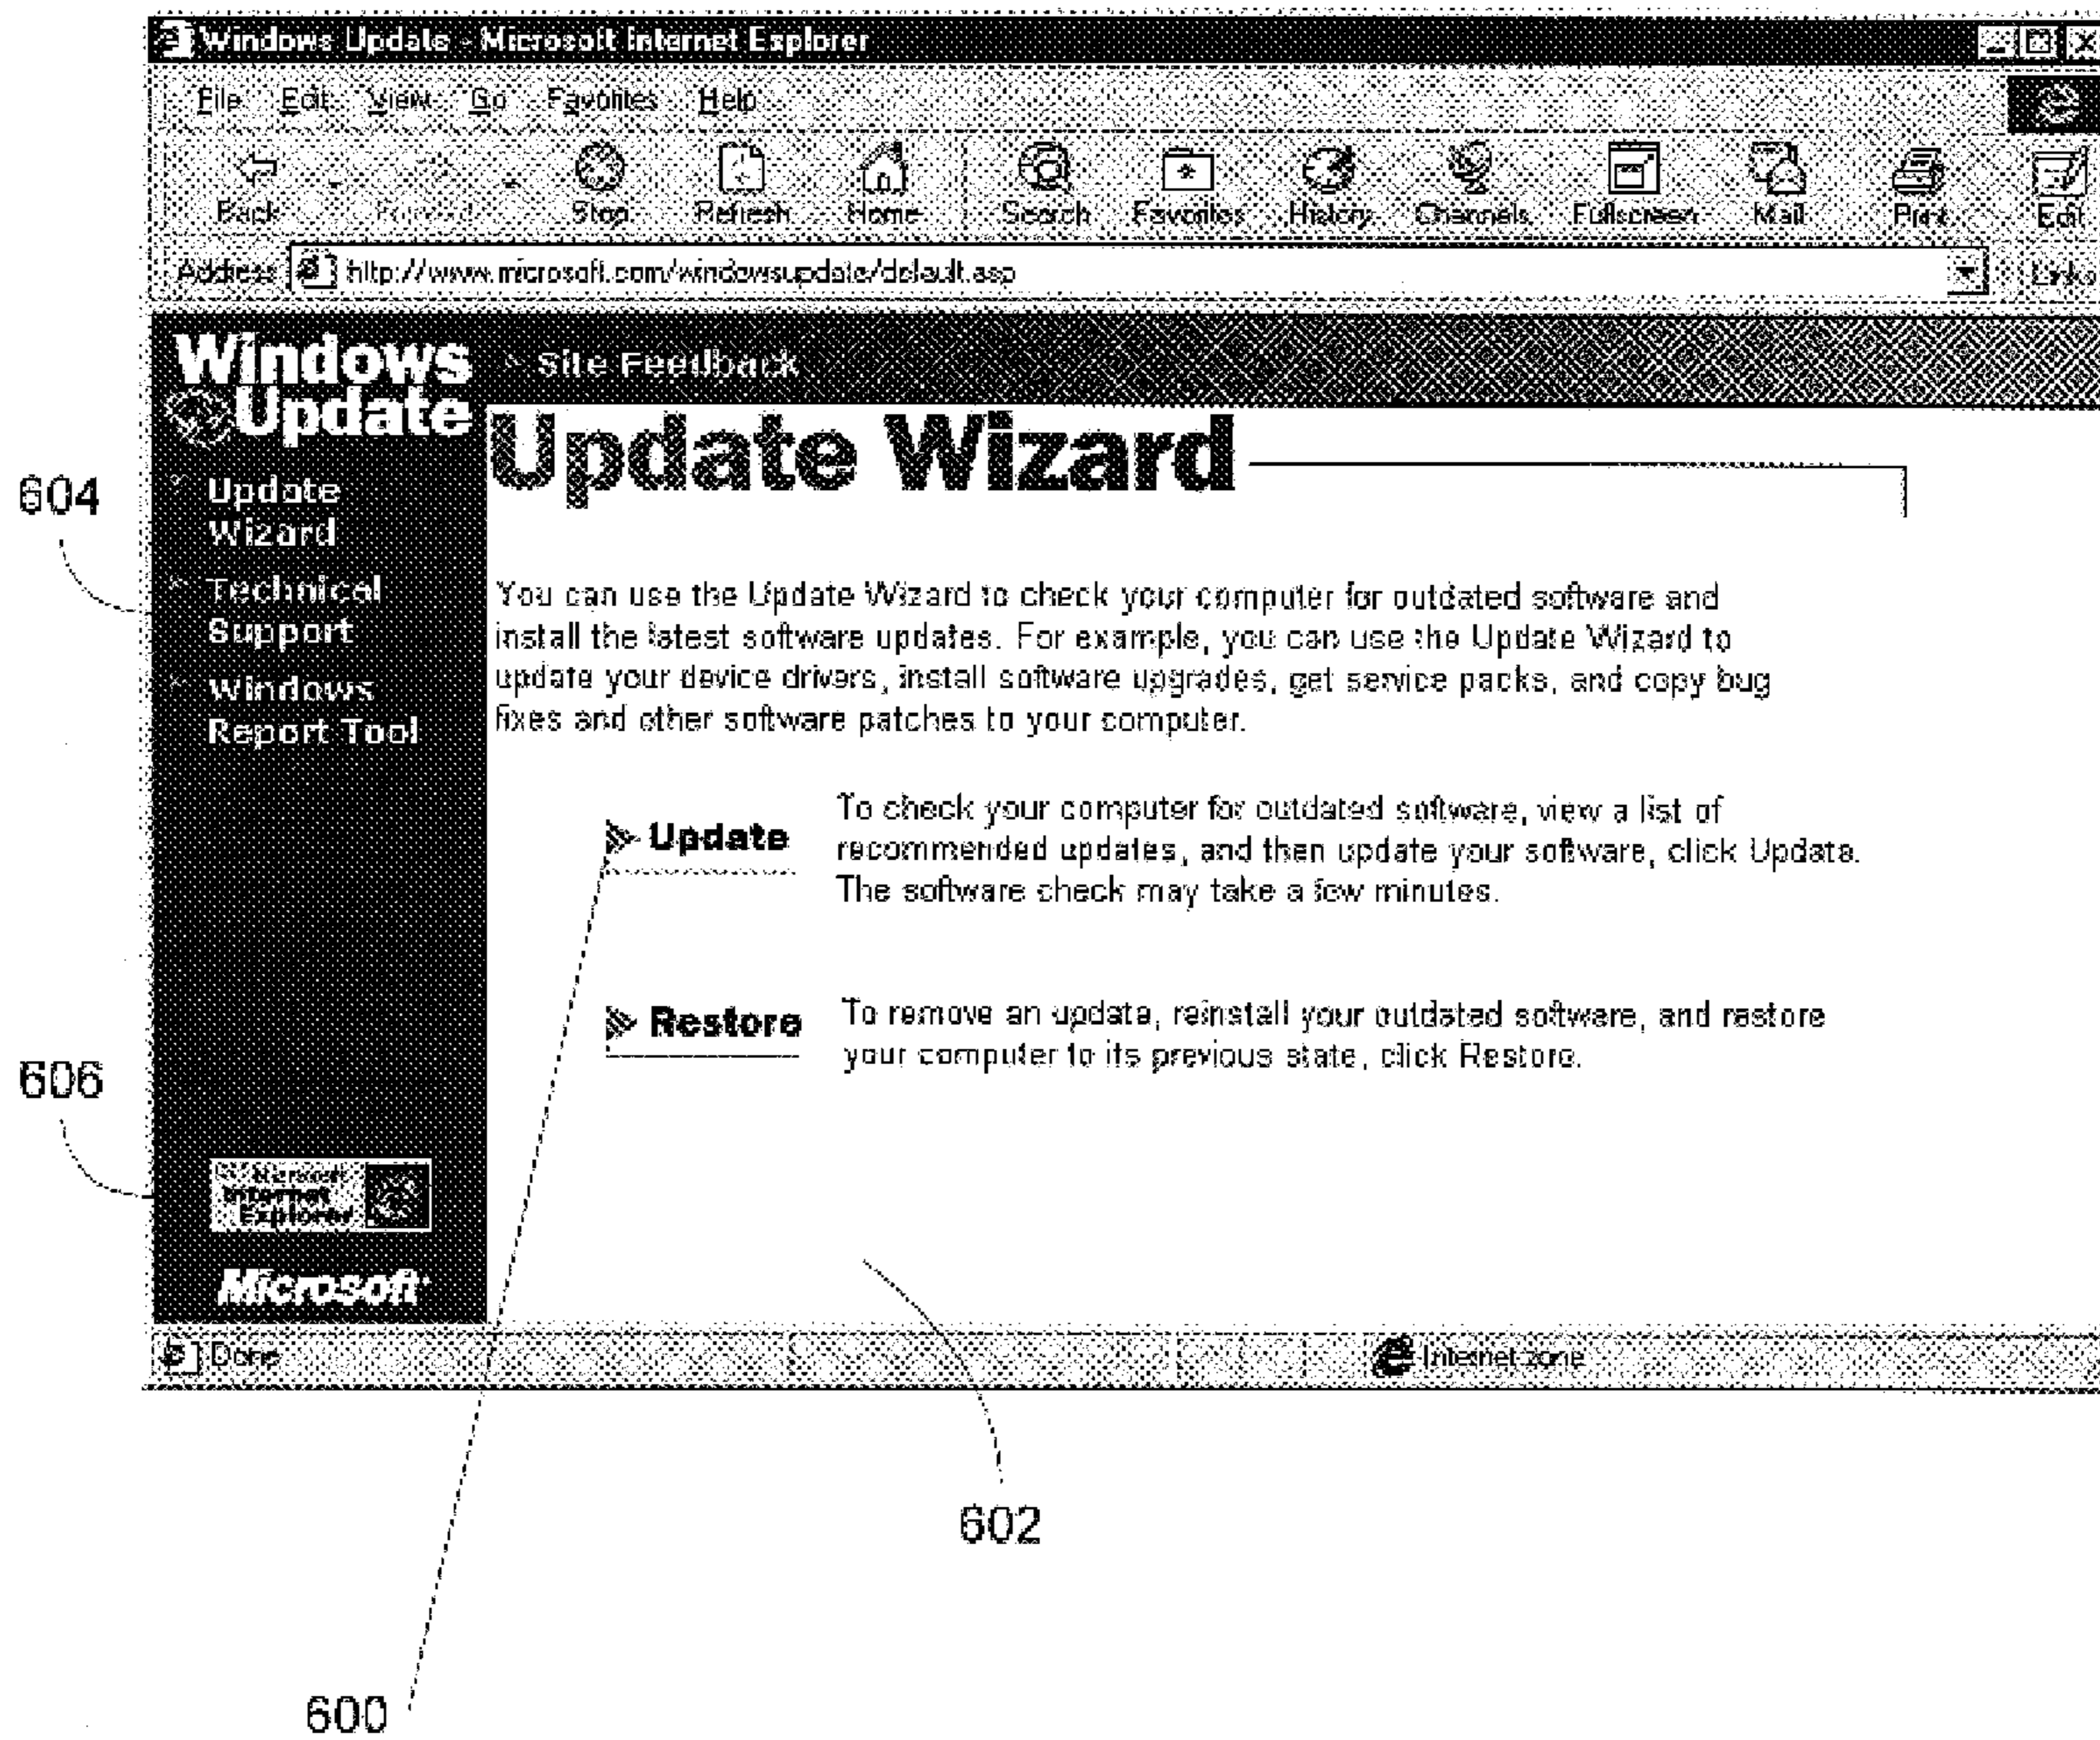 Windows Update - Microsoft Internet Explorer
File Edit View Go Favorites Help
Back Forward Stop Refresh Home Search Favorites History Channels Fullscreen Mail Print Edit
Address http://www.microsoft.com/windowsupdate/default.asp Links
Windows
Update
Site Feedback
Update Wizard
604
Update
Wizard
Technical
Support
Windows
Report Tool
You can use the Update Wizard to check your computer for outdated software and
install the latest software updates. For example, you can use the Update Wizard to
update your device drivers, install software upgrades, get service packs, and copy bug
fixes and other software patches to your computer.
Update
To check your computer for outdated software, view a list of
recommended updates, and then update your software, click Update.
The software check may take a few minutes.
Restore
To remove an update, reinstall your outdated software, and restore
your computer to its previous state, click Restore.
606
Microsoft
Internet
Explorer
Microsoft
Done Internet zone
602
600